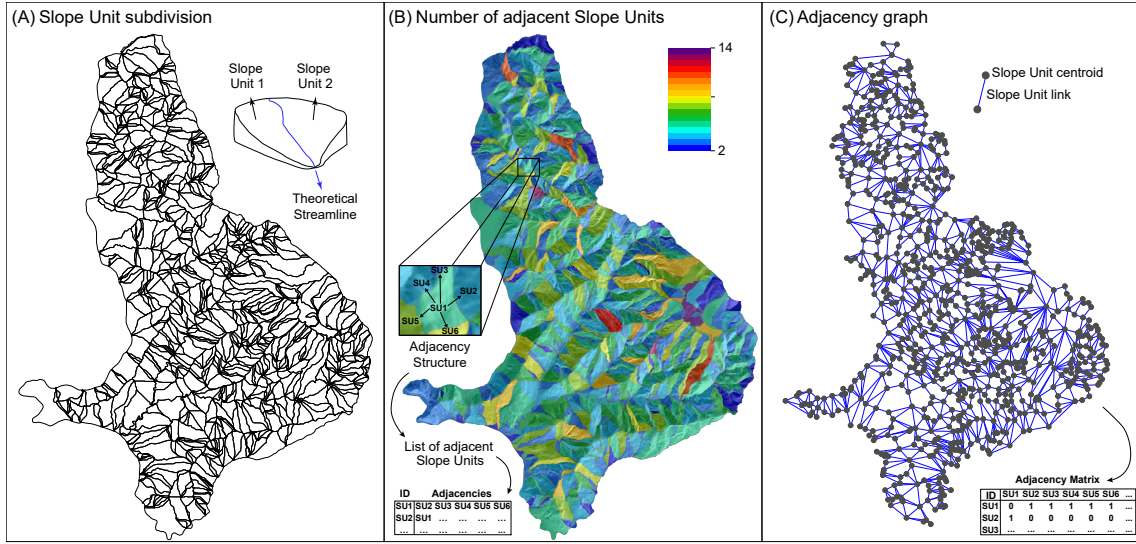 (A) Slope Unit subdivision
Slope
Unit 1
Slope
Unit 2
Theoretical
Streamline
(B) Number of adjacent Slope Units
14
2
SU3
SU4
SU2
SU1
SU5
SU6
Adjacency
Structure
List of adjacent
Slope Units
ID Adjacencies
SU1 SU2 SU3 SU4 SU5 SU6
SU2 SU1 ... ... ... ...
... ... ... ... ... ...
(C) Adjacency graph
Slope Unit centroid
Slope Unit link
Adjacency Matrix
ID SU1 SU2 SU3 SU4 SU5 SU6 ...
SU1 0 1 1 1 1 1 ...
SU2 1 0 0 0 0 0 ...
SU3 ... ... ... ... ... ... ...